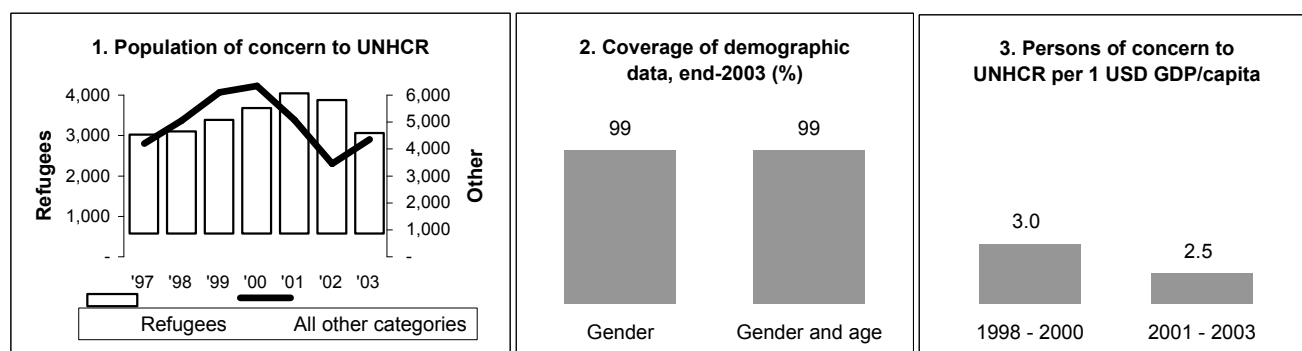 1. Population of concern to UNHCR
Refugees
4,000
3,000
2,000
1,000
-
6,000
5,000
4,000
3,000
2,000
1,000
-
Other
'97 '98 '99 '00 '01 '02 '03
Refugees All other categories
2. Coverage of demographic
data, end-2003 (%)
99 99
Gender Gender and age
3. Persons of concern to
UNHCR per 1 USD GDP/capita
3.0
2.5
1998 - 2000 2001 - 2003